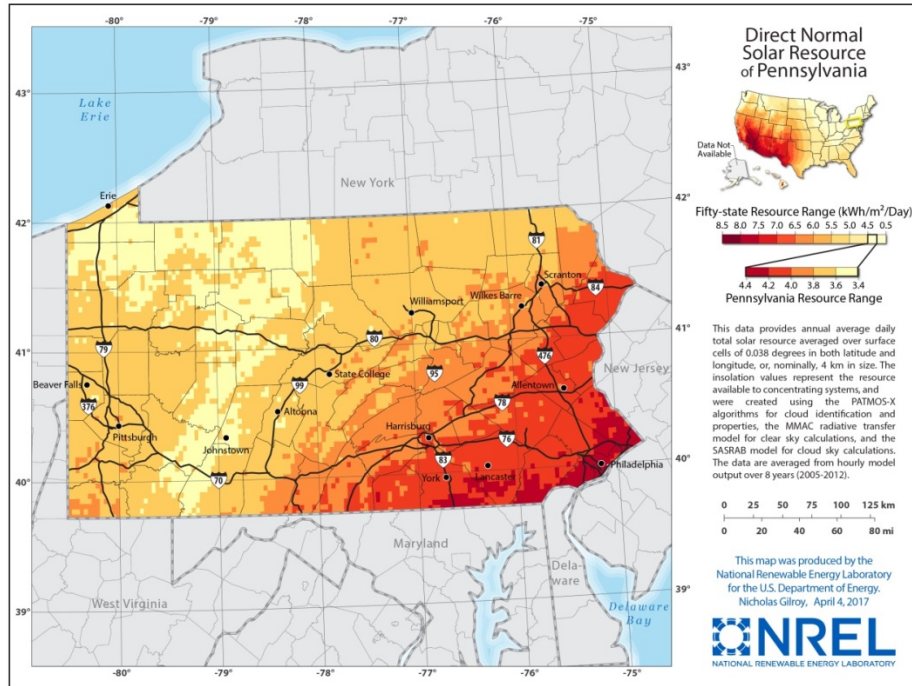 -80°
-79°
-78°
-77°
-76°
-75°
43°
43°
Lake
Erie
New York
Erie
42°
42°
81
Scranton
84
Wilkes Barre
Williamsport
41°
41°
79
80
476
New Jersey
Beaver Falls
State College
95
Allentown
376
99
78
Altoona
Pittsburgh
Harrisburg
76
Johnstown
40°
40°
70
83
York
Lancaster
Philadelphia
Maryland
Dela-
ware
West Virginia
39°
39°
Delaware
Bay
-80°
-79°
-78°
-77°
-76°
-75°
Direct Normal
Solar Resource
of Pennsylvania
Data Not
Available
Fifty-state Resource Range (kWh/m²/Day)
8.5 8.0 7.5 7.0 6.5 6.0 5.5 5.0 4.5 0.5
4.4 4.2 4.0 3.8 3.6 3.4
Pennsylvania Resource Range
This data provides annual average daily
total solar resource averaged over surface
cells of 0.038 degrees in both latitude and
longitude, or, nominally, 4 km in size. The
insolation values represent the resource
available to concentrating systems, and
were created using the PATMOS-X
algorithms for cloud identification and
properties, the MMAC radiative transfer
model for clear sky calculations, and the
SASRAB model for cloud sky calculations.
The data are averaged from hourly model
output over 8 years (2005-2012).
0 25 50 75 100 125 km
0 20 40 60 80 mi
This map was produced by the
National Renewable Energy Laboratory
for the U.S. Department of Energy.
Nicholas Gilroy, April 4, 2017
NREL
NATIONAL RENEWABLE ENERGY LABORATORY